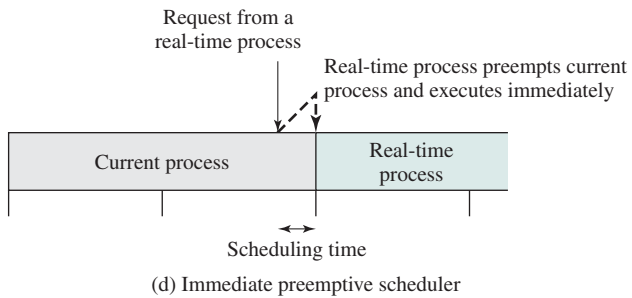 Request from a
real-time process
Real-time process preempts current
process and executes immediately
Current process
Real-time
process
Scheduling time
(d) Immediate preemptive scheduler